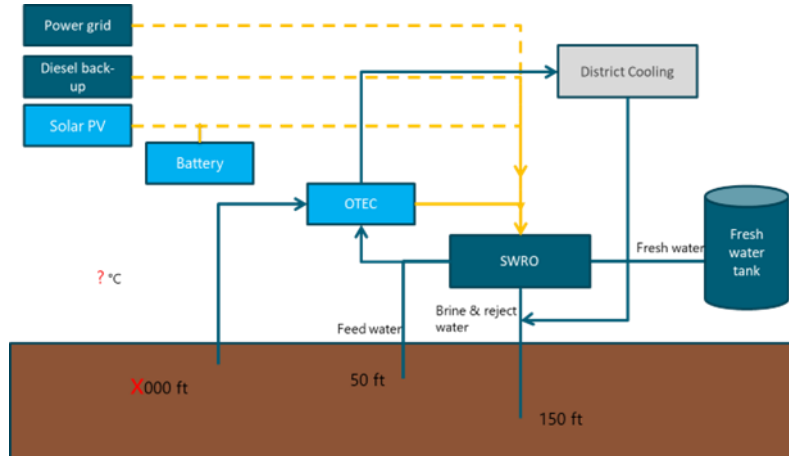 Power grid
Diesel back-
up
Solar PV
Battery
District Cooling
OTEC
SWRO
Fresh water
Fresh
water
tank
? °C
Feed water
Brine & reject
water
X000 ft
50 ft
150 ft